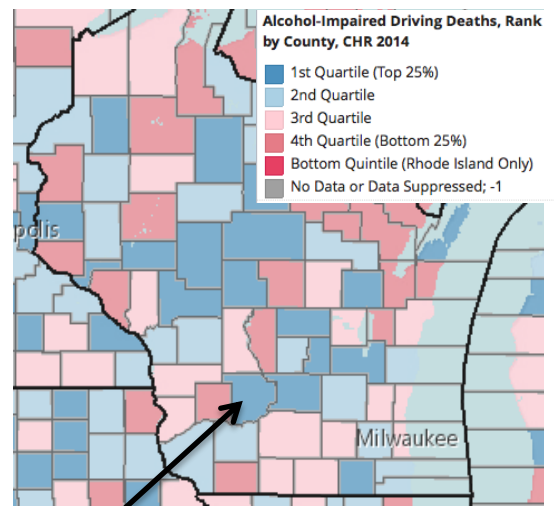 Alcohol-Impaired Driving Deaths, Rank
by County, CHR 2014
1st Quartile (Top 25%)
2nd Quartile
3rd Quartile
4th Quartile (Bottom 25%)
Bottom Quintile (Rhode Island Only)
No Data or Data Suppressed; -1
polis
Milwaukee